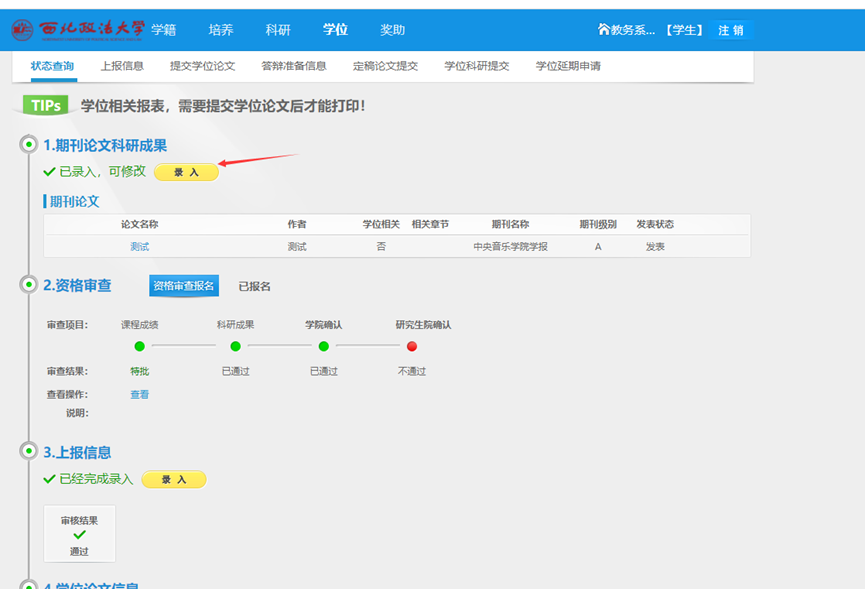 西北政法大学 学籍 培养 科研 学位 奖助 教务系... 【学生】 注 销
状态查询 上报信息 提交学位论文 答辩准备信息 定稿论文提交 学位科研提交 学位延期申请
TIPs 学位相关报表，需要提交学位论文后才能打印！
1.期刊论文科研成果
已录入，可修改 录 入
期刊论文
论文名称 作者 学位相关 相关章节 期刊名称 期刊级别 发表状态
测试 测试 否 中央音乐学院学报 A 发表
2.资格审查 资格审查报名 已报名
审查项目： 课程成绩 科研成果 学院确认 研究生院确认
审查结果： 特批 已通过 已通过 不通过
查看操作： 查看
说明：
3.上报信息
已经完成录入 录 入
审核结果
通过
4.学位论文信息